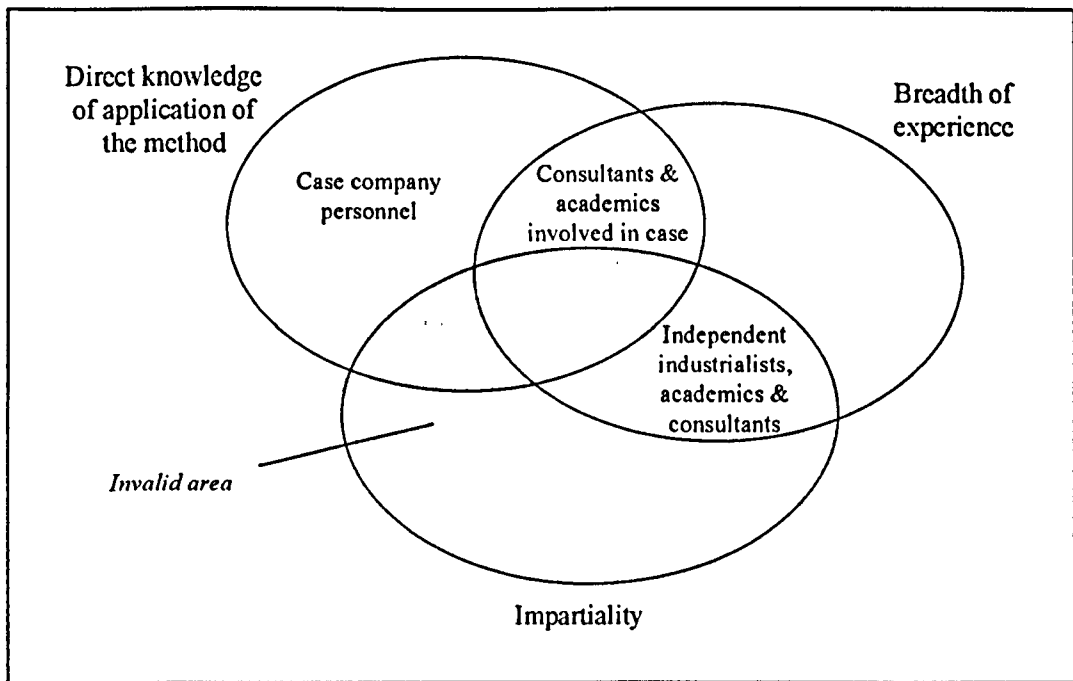 Direct knowledge
of application of
the method
Breadth of
experience
Case company
personnel
Consultants &
academics
involved in case
Independent
industrialists,
academics &
consultants
Invalid area
Impartiality